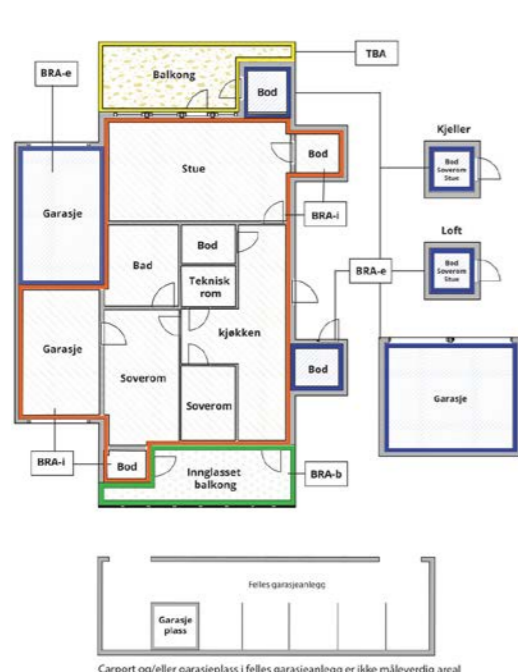 TBA
Balkong
BRA-e
Bod
Kjeller
Stue
Bod
Bod
Soverom
Stue
Garasje
BRA-i
Loft
Bod
Bad
Teknisk
rom
BRA-e
Bod
Soverom
Stue
Garasje
kjøkken
Soverom
Bod
Garasje
Soverom
BRA-i
Bod
Innglasset
balkong
BRA-b
Felles garasjeanlegg
Garasje
plass
Carport og/eller garasjeplass i felles garasjeanlegg er ikke måleverdig areal